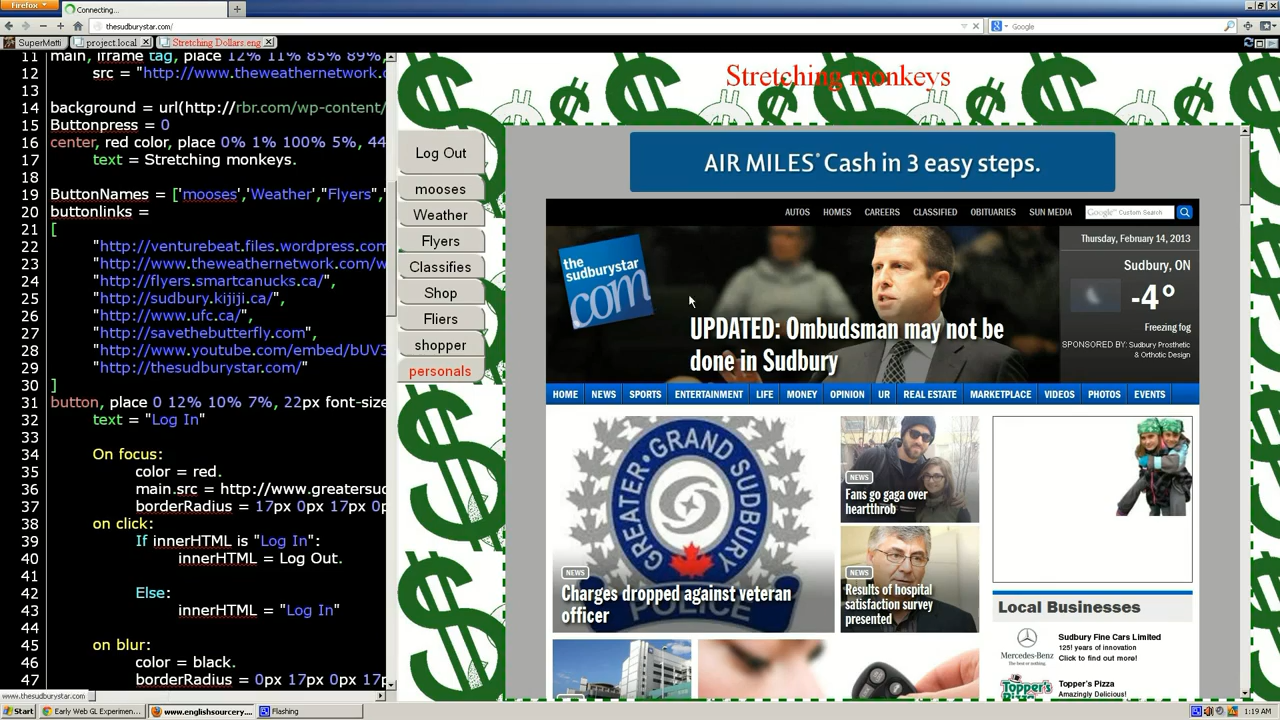 Firefox
Connecting...
thesudburystar.com/
Google
SuperMatti
project.local
Stretching Dollars.eng
11 main, iframe tag, place 12% 11% 85% 89%,
12 src = "http://www.theweathernetwork.c
13
14 background = url(http://rbr.com/wp-content/
15 Buttonpress = 0
16 center, red color, place 0% 1% 100% 5%, 44
17 text = Stretching monkeys.
18
19 ButtonNames = ['mooses','Weather',"Flyers",
20 buttonlinks =
21 [
22 "http://venturebeat.files.wordpress.com
23 "http://www.theweathernetwork.com/w
24 "http://flyers.smartcanucks.ca/",
25 "http://sudbury.kijiji.ca/",
26 "http://www.ufc.ca/",
27 "http://savethebutterfly.com",
28 "http://www.youtube.com/embed/bUV3
29 "http://thesudburystar.com/"
30 ]
31 button, place 0 12% 10% 7%, 22px font-size
32 text = "Log In"
33
34 On focus:
35 color = red.
36 main.src = http://www.greatersud
37 borderRadius = 17px 0px 17px 0p
38 on click:
39 If innerHTML is "Log In":
40 innerHTML = Log Out.
41
42 Else:
43 innerHTML = "Log In"
44
45 on blur:
46 color = black.
47 borderRadius = 0px 17px 0px 17p
www.thesudburystar.com
Stretching monkeys
Log Out
mooses
Weather
Flyers
Classifies
Shop
Fliers
shopper
personals
AIR MILES® Cash in 3 easy steps.
AUTOS HOMES CAREERS CLASSIFIED OBITUARIES SUN MEDIA
Google™ Custom Search
the
sudburystar
com
UPDATED: Ombudsman may not be
done in Sudbury
Thursday, February 14, 2013
Sudbury, ON
-4°
Freezing fog
SPONSORED BY: Sudbury Prosthetic
& Orthotic Design
HOME NEWS SPORTS ENTERTAINMENT LIFE MONEY OPINION UR REAL ESTATE MARKETPLACE VIDEOS PHOTOS EVENTS
GREATER GRAND SUDBURY
POLICE
NEWS
Charges dropped against veteran
officer
NEWS
Fans go gaga over
heartthrob
NEWS
Results of hospital
satisfaction survey
presented
Local Businesses
Mercedes-Benz
Sudbury Fine Cars Limited
125! years of innovation
Click to find out more!
Topper's
PIZZA
Topper's Pizza
Amazingly Delicious!
Start
Early Web GL Experimen...
www.englishsourcery....
Flashing
1:19 AM